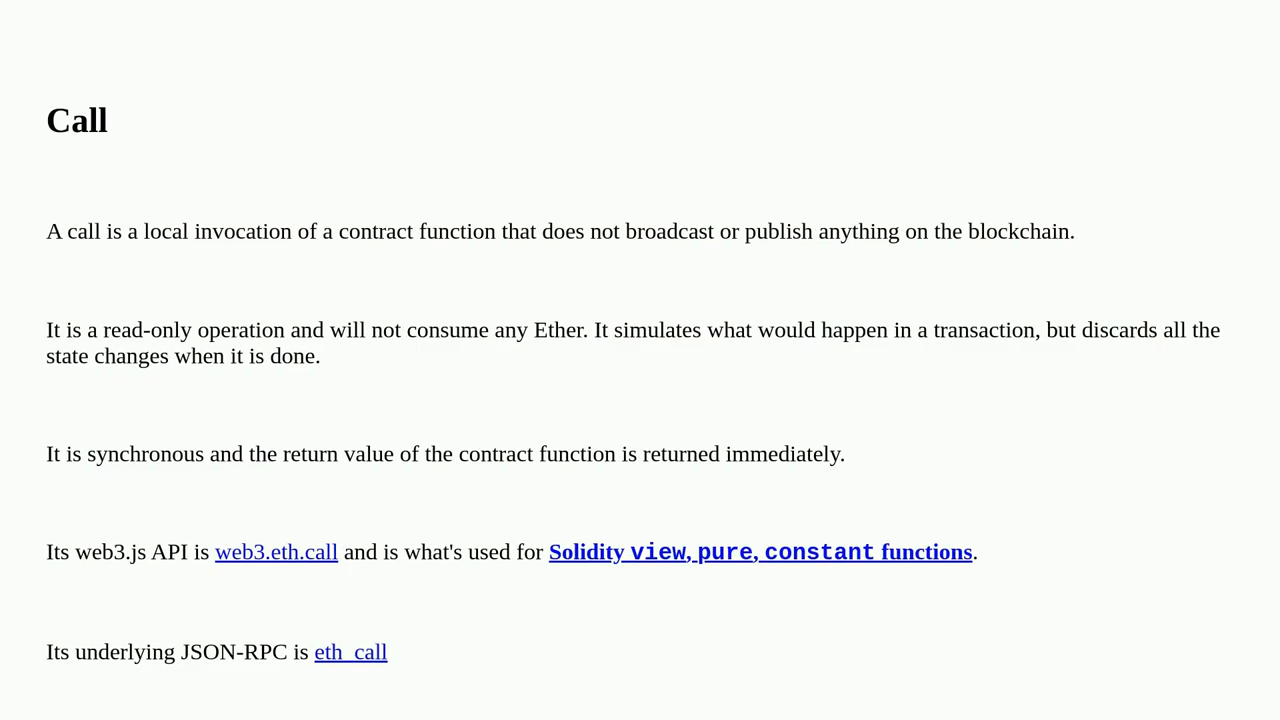 Call
A call is a local invocation of a contract function that does not broadcast or publish anything on the blockchain.
It is a read-only operation and will not consume any Ether. It simulates what would happen in a transaction, but discards all the
state changes when it is done.
It is synchronous and the return value of the contract function is returned immediately.
Its web3.js API is web3.eth.call and is what's used for Solidity view, pure, constant functions.
Its underlying JSON-RPC is eth_call